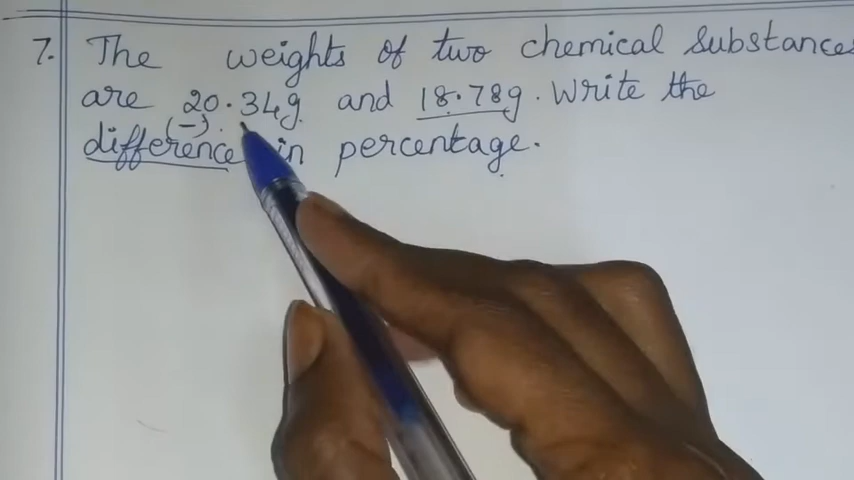 7. The weights of two chemical substances
are 20.34g and 18.78g. Write the
(-)
difference in percentage.